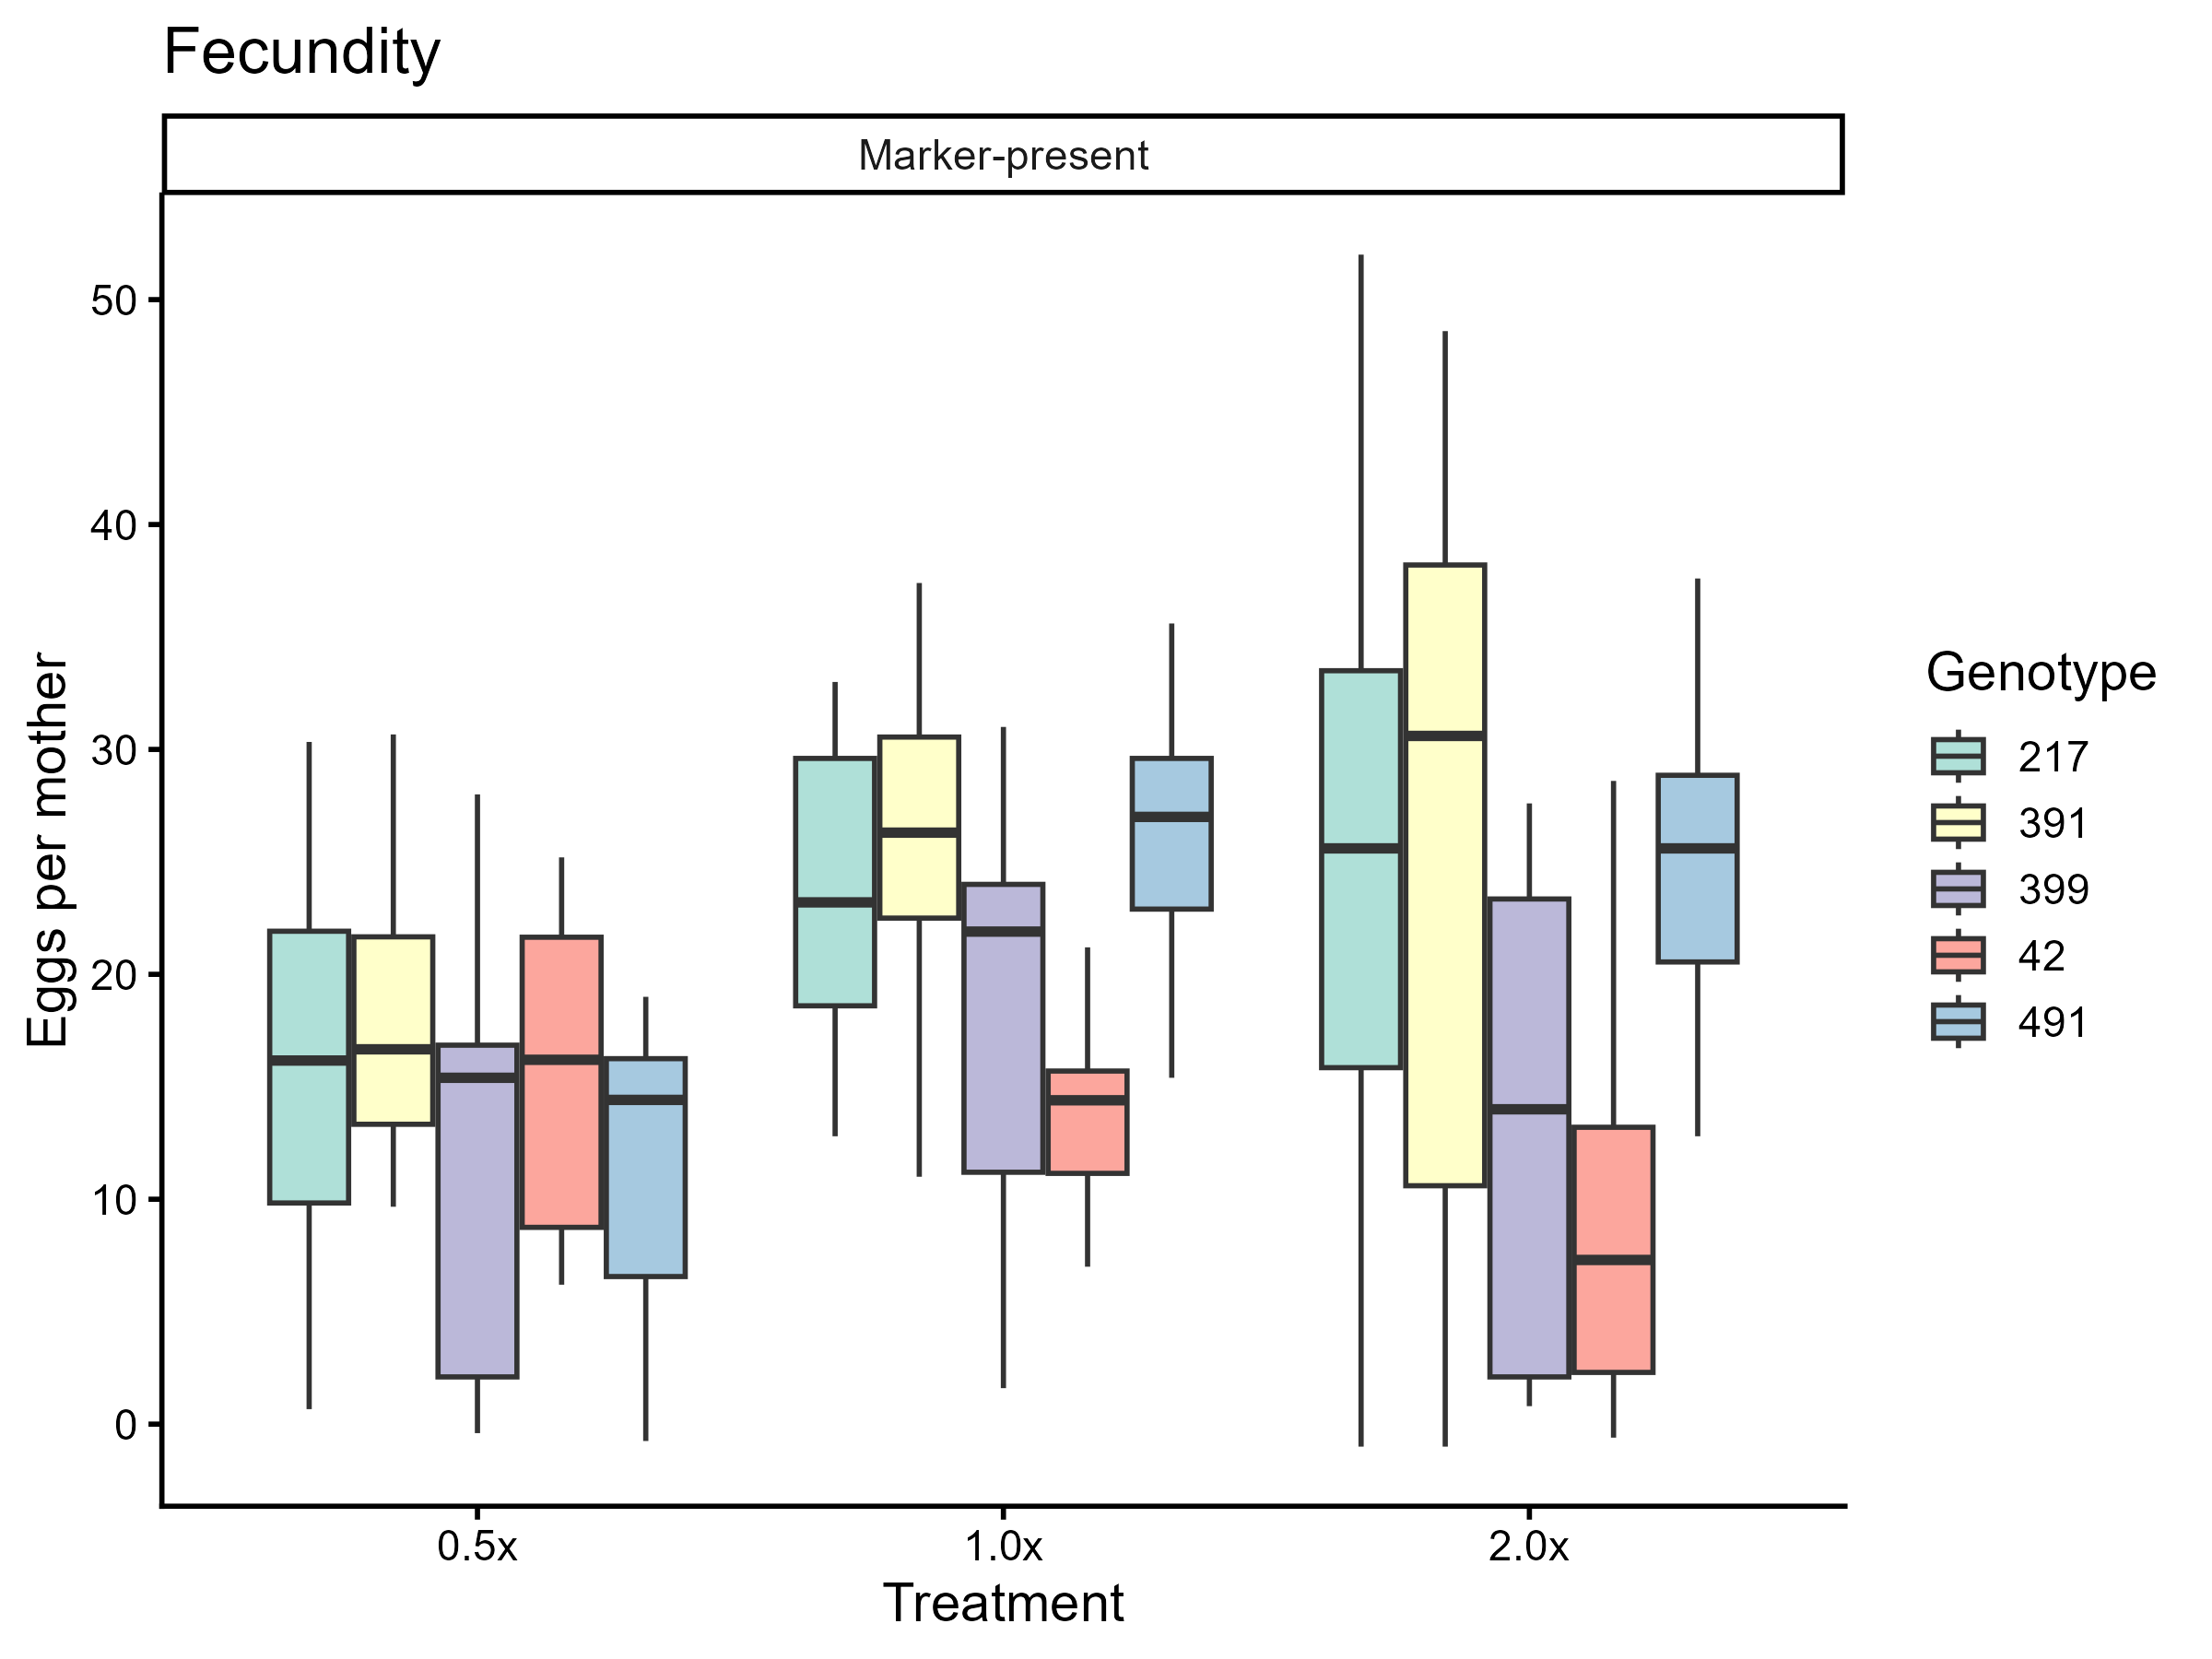 Fecundity
Marker-present
Eggs per mother
50
40
30
20
10
0
0.5x 1.0x 2.0x
Treatment
Genotype
217
391
399
42
491